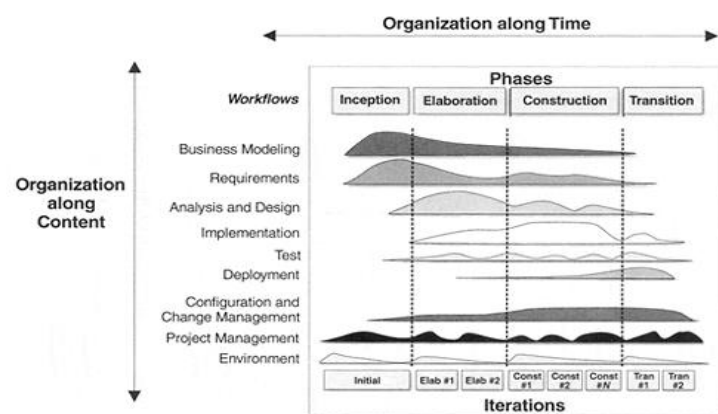 Organization along Time
Phases
Workflows
Inception
Elaboration
Construction
Transition
Organization
along
Content
Business Modeling
Requirements
Analysis and Design
Implementation
Test
Deployment
Configuration and
Change Management
Project Management
Environment
Initial
Elab #1
Elab #2
Const
#1
Const
#2
Const
#N
Tran
#1
Tran
#2
Iterations